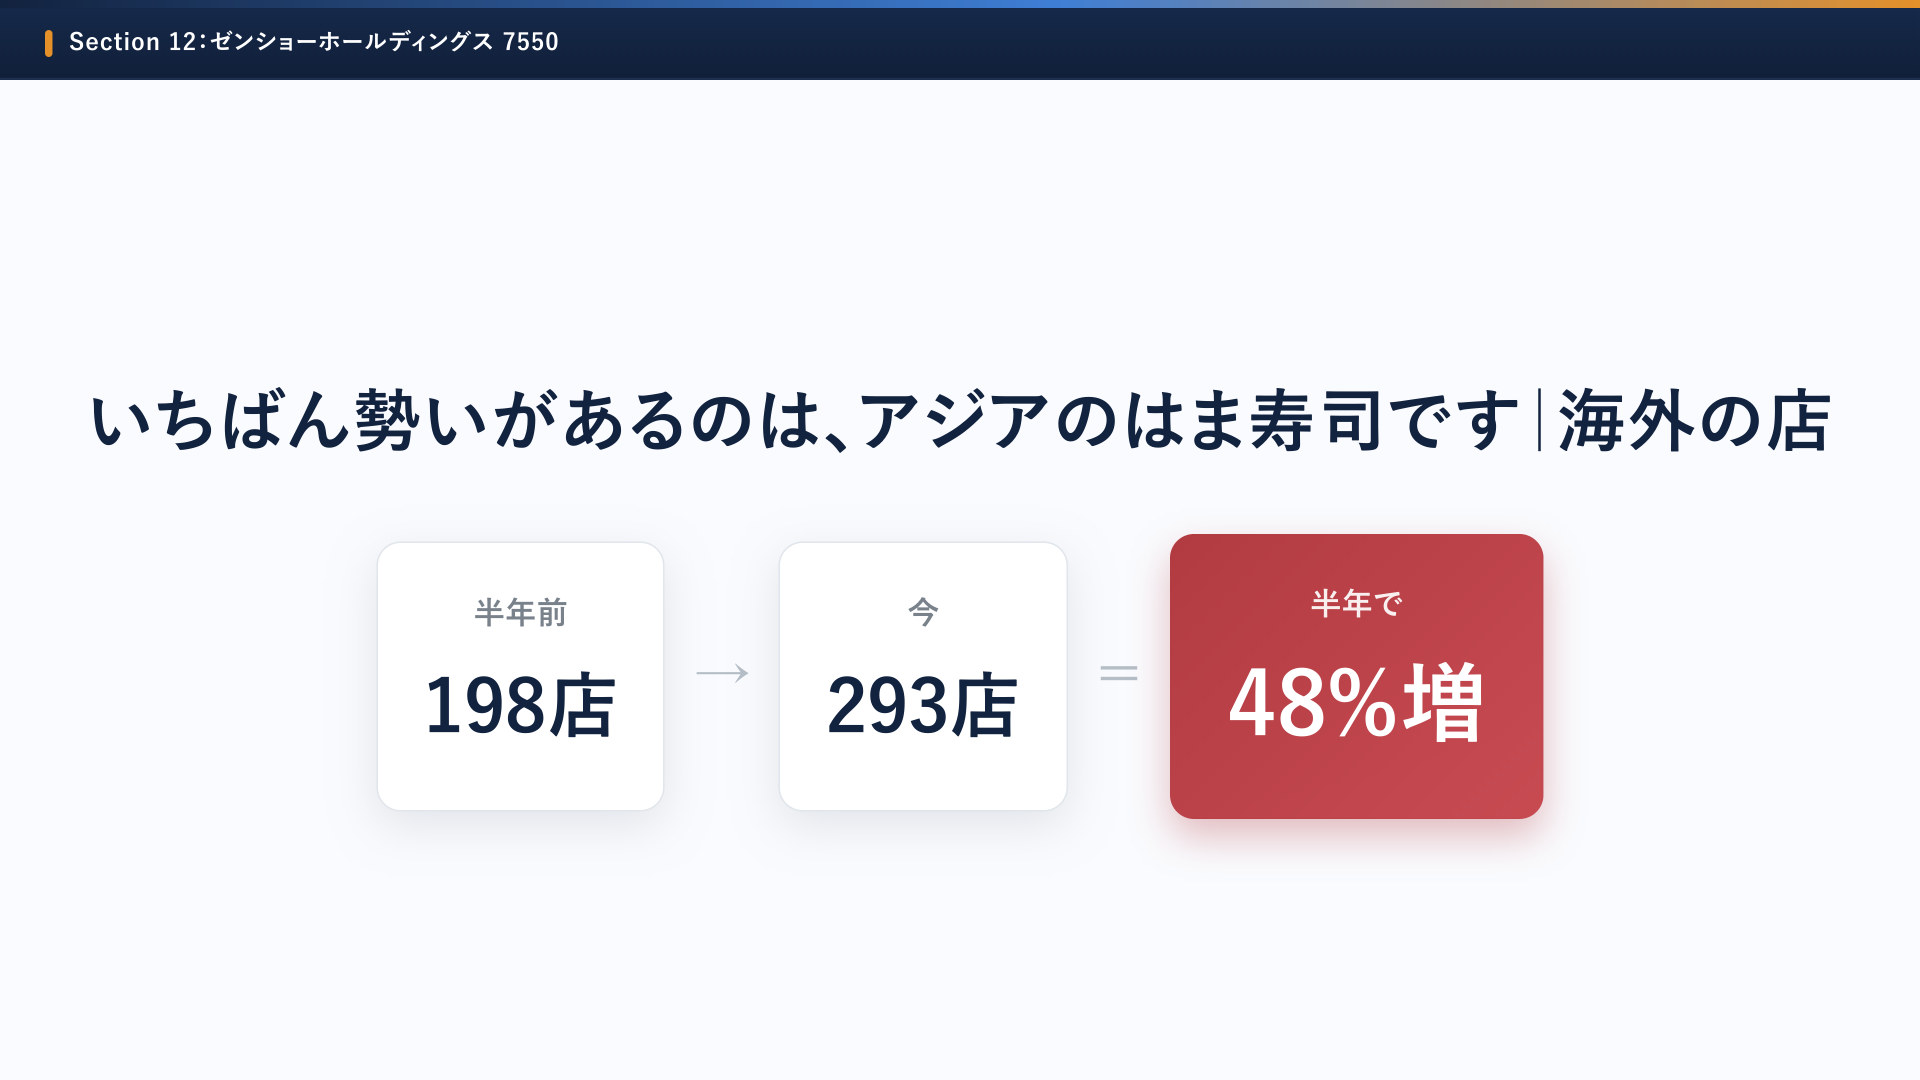 Section 12：ゼンショーホールディングス 7550
いちばん勢いがあるのは、アジアのはま寿司です｜海外の店
半年前
198店
→
今
293店
＝
半年で
48%増